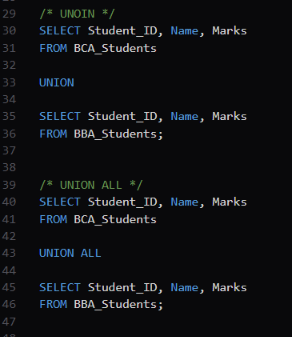 29 /* UNOIN */
30 SELECT Student_ID, Name, Marks
31 FROM BCA_Students
32
33 UNION
34
35 SELECT Student_ID, Name, Marks
36 FROM BBA_Students;
37
38
39 /* UNION ALL */
40 SELECT Student_ID, Name, Marks
41 FROM BCA_Students
42
43 UNION ALL
44
45 SELECT Student_ID, Name, Marks
46 FROM BBA_Students;
47